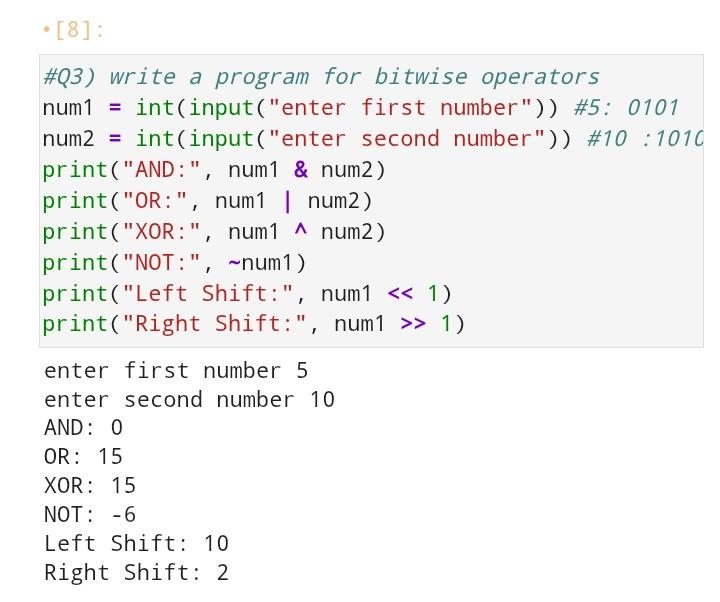 •[8]:
#Q3) write a program for bitwise operators
num1 = int(input("enter first number")) #5: 0101
num2 = int(input("enter second number")) #10 :1010
print("AND:", num1 & num2)
print("OR:", num1 | num2)
print("XOR:", num1 ^ num2)
print("NOT:", ~num1)
print("Left Shift:", num1 << 1)
print("Right Shift:", num1 >> 1)
enter first number 5
enter second number 10
AND: 0
OR: 15
XOR: 15
NOT: -6
Left Shift: 10
Right Shift: 2